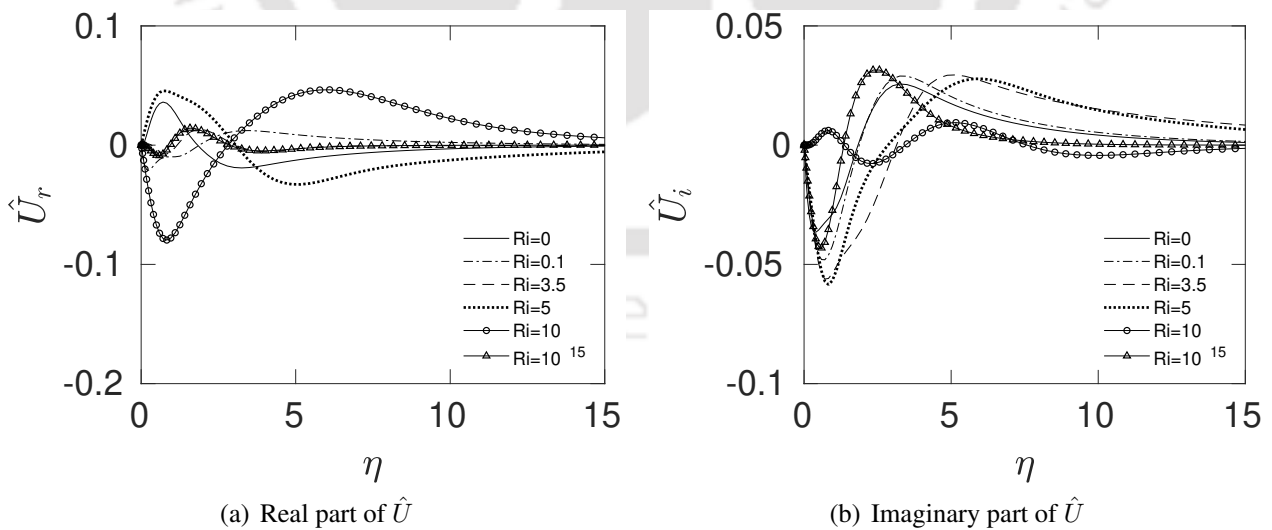 0.1
0
-0.1
-0.2
0
5
10
15
Û_r
η
Ri=0
Ri=0.1
Ri=3.5
Ri=5
Ri=10
Ri=10 15
(a) Real part of Û
0.05
0
-0.05
-0.1
0
5
10
15
Û_i
η
Ri=0
Ri=0.1
Ri=3.5
Ri=5
Ri=10
Ri=10 15
(b) Imaginary part of Û